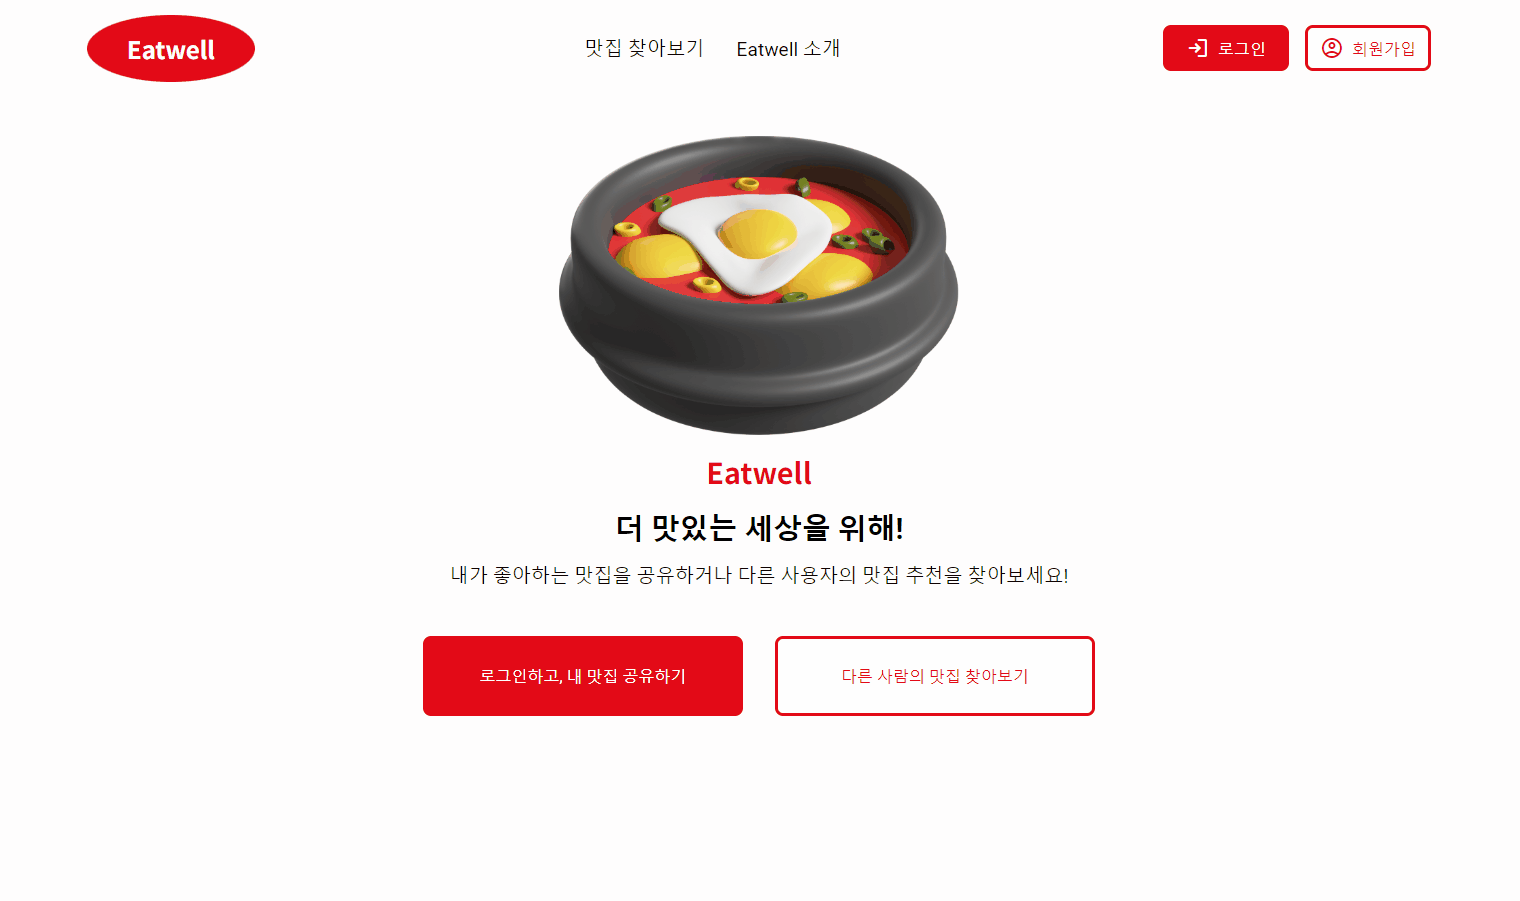 Eatwell
맛집 찾아보기
Eatwell 소개
로그인
회원가입
Eatwell
더 맛있는 세상을 위해!
내가 좋아하는 맛집을 공유하거나 다른 사용자의 맛집 추천을 찾아보세요!
로그인하고, 내 맛집 공유하기
다른 사람의 맛집 찾아보기